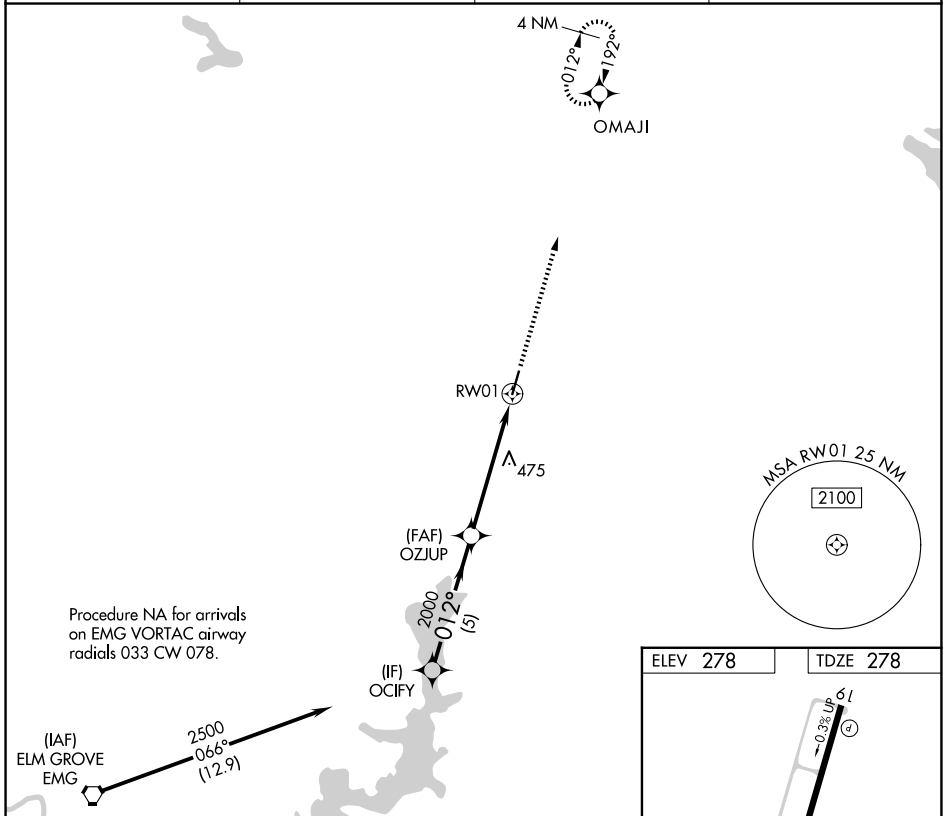 4 NM
012°
192°
OMAJI
RW01
475
MSA RW01 25 NM
2100
(FAF)
OZJUP
2000
012°
(5)
Procedure NA for arrivals
on EMG VORTAC airway
radials 033 CW 078.
(IF)
OCIFY
2500
066°
(12.9)
(IAF)
ELM GROVE
EMG
ELEV 278
TDZE 278
19
0.3% UP
P